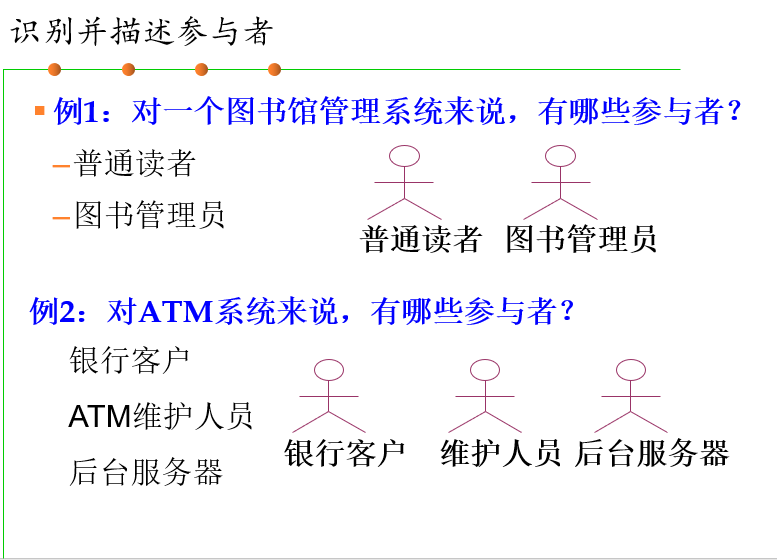 识别并描述参与者
例1：对一个图书馆管理系统来说，有哪些参与者？
–普通读者
–图书管理员
普通读者 图书管理员
例2：对ATM系统来说，有哪些参与者？
银行客户
ATM维护人员
后台服务器
银行客户 维护人员 后台服务器